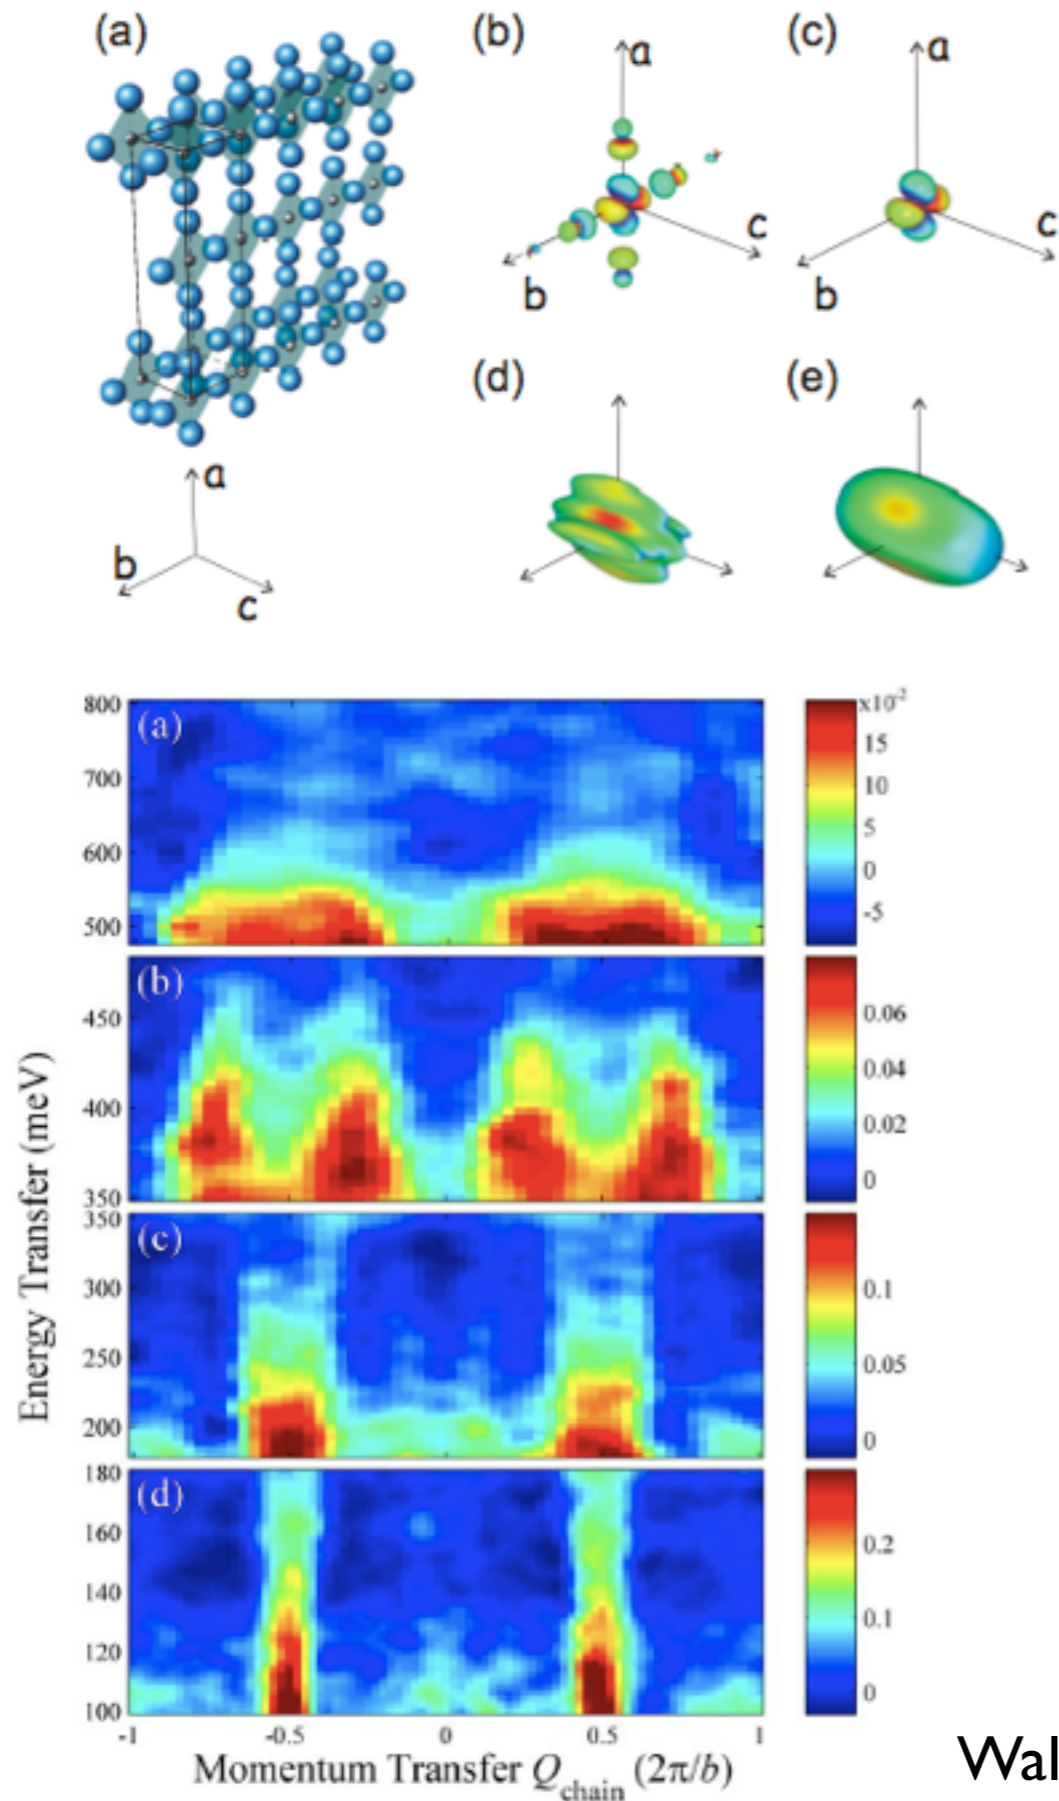 (a)
(b)
(c)
a
a
c
c
b
b
(d)
(e)
a
b
c
800
700
600
500
(a)
x10-2
15
10
5
0
-5
450
400
350
(b)
0.06
0.04
0.02
0
350
300
250
200
(c)
0.1
0.05
0
180
160
140
120
100
(d)
0.2
0.1
0
Energy Transfer (meV)
-1 -0.5 0 0.5 1
Momentum Transfer Qchain (2π/b)
Wal